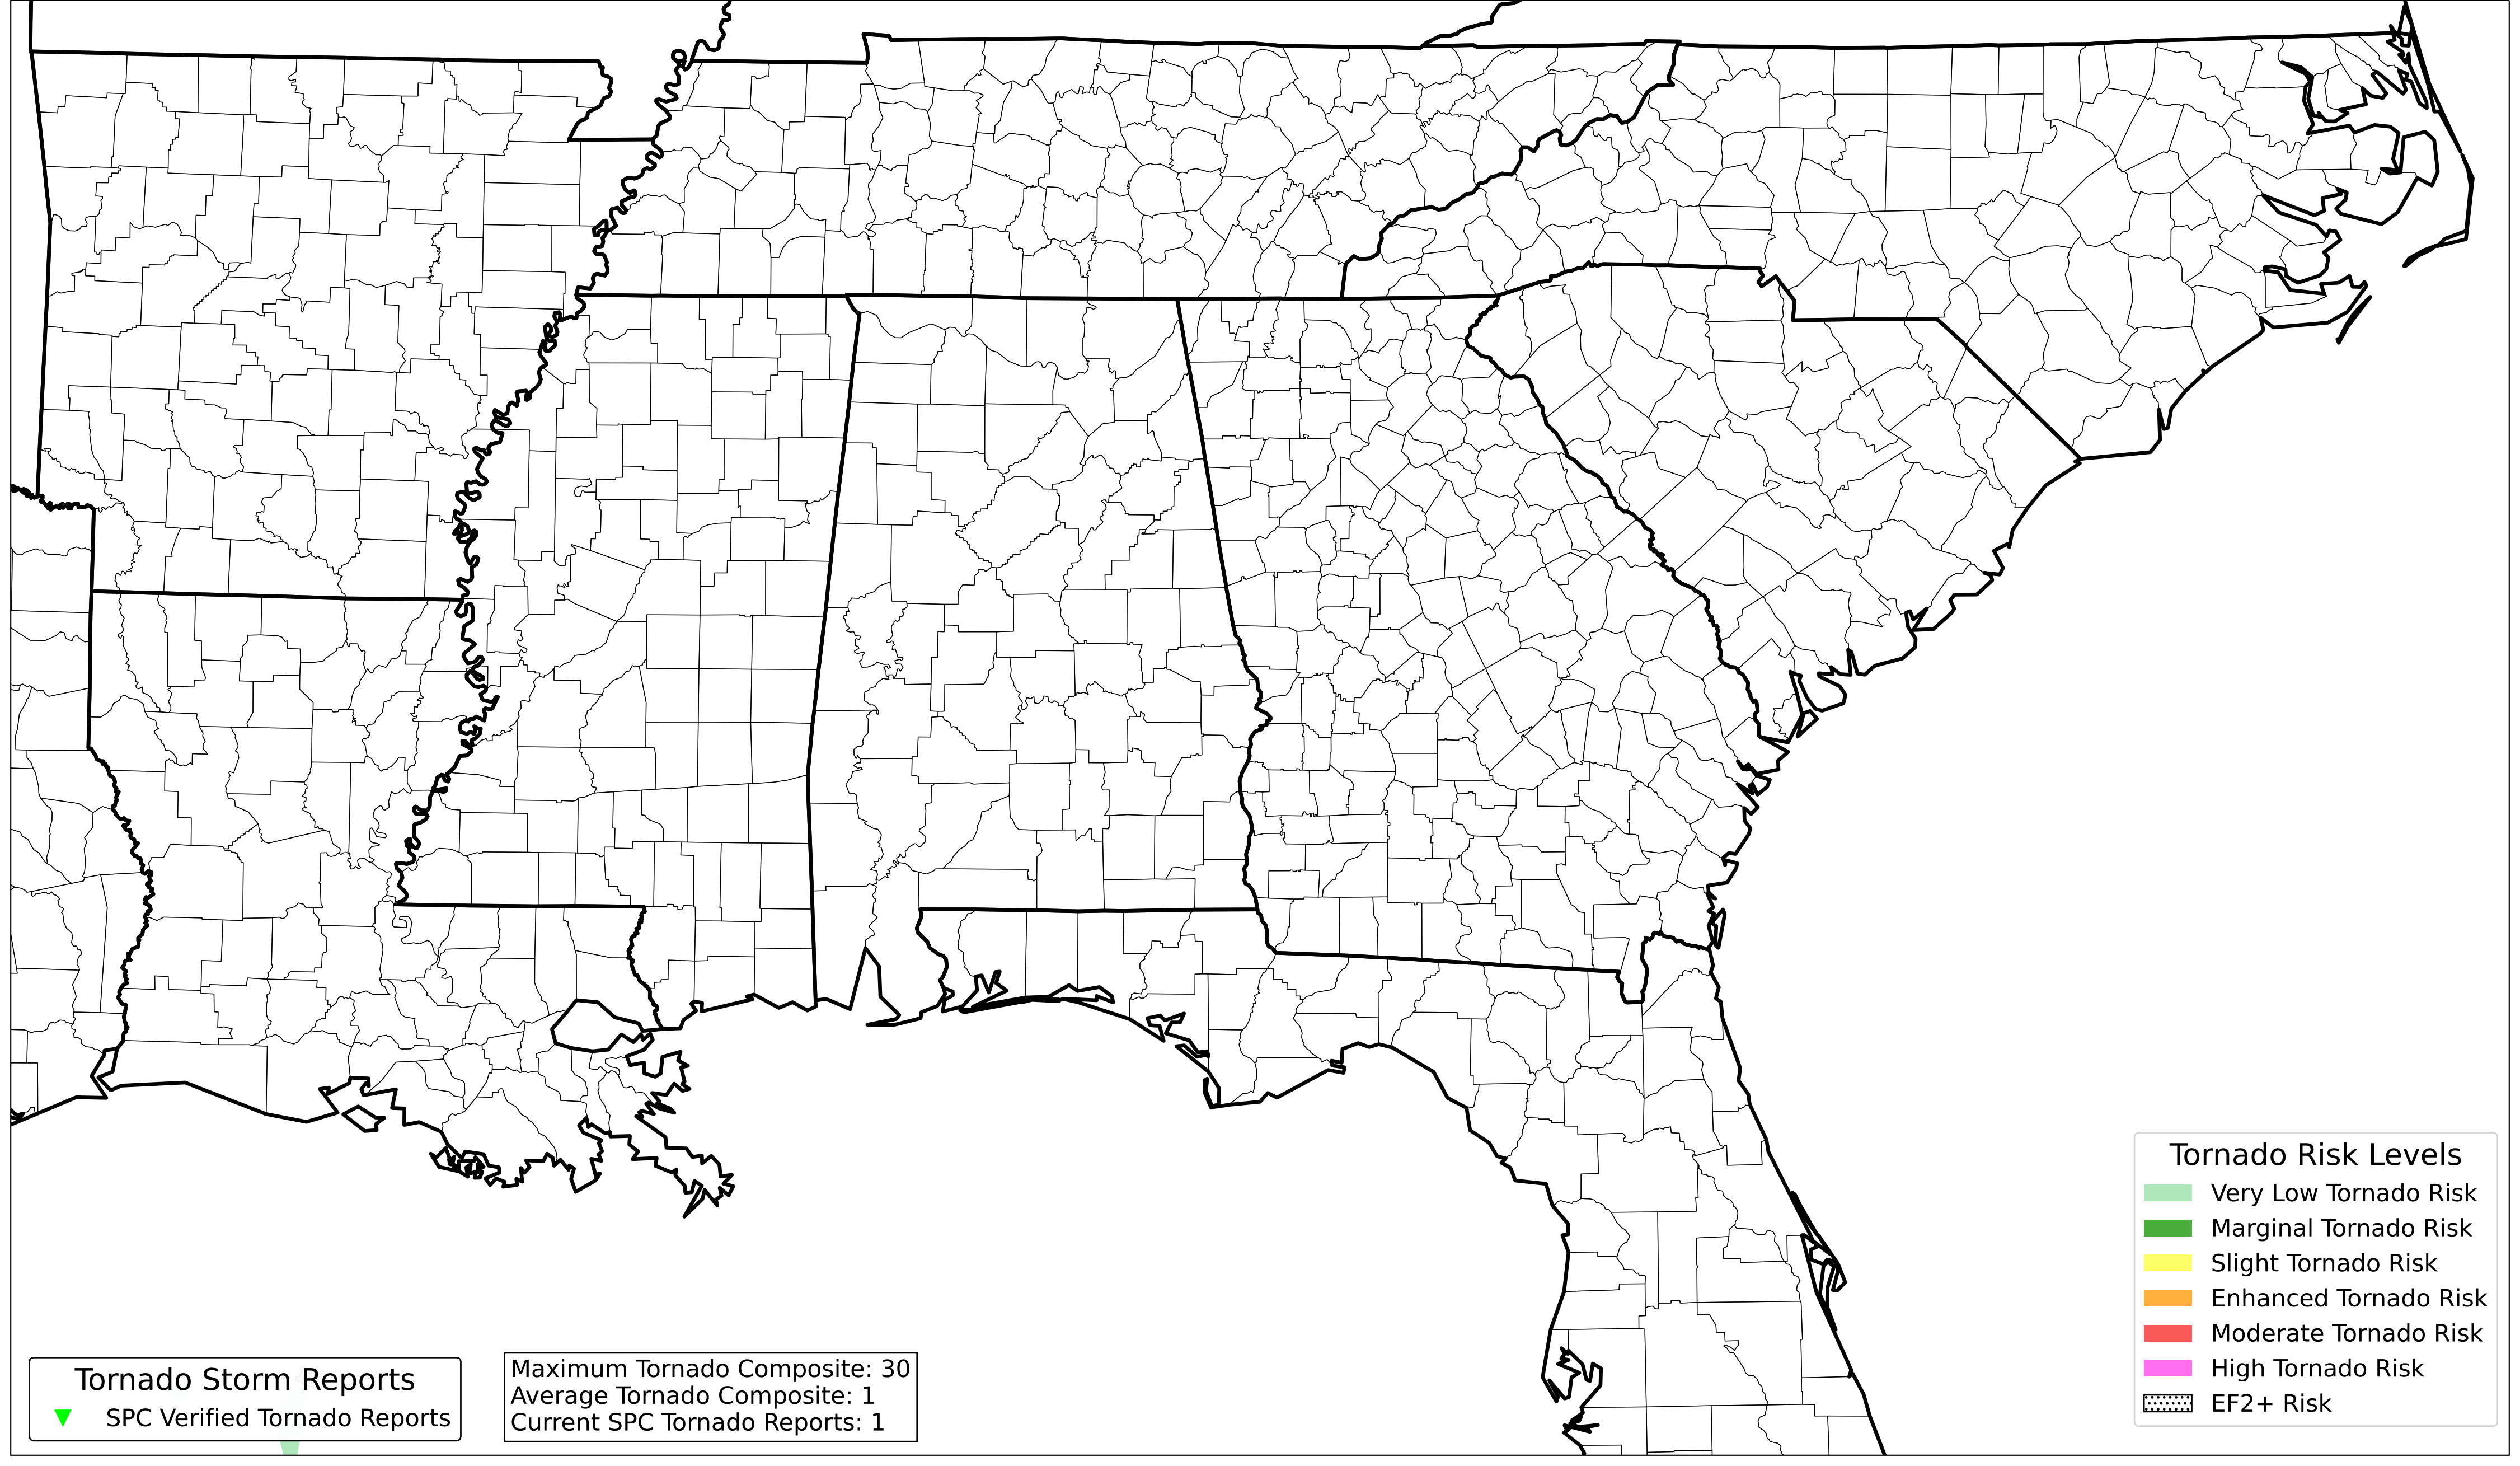 Tornado Risk Levels
Very Low Tornado Risk
Marginal Tornado Risk
Slight Tornado Risk
Enhanced Tornado Risk
Moderate Tornado Risk
High Tornado Risk
EF2+ Risk
Tornado Storm Reports
SPC Verified Tornado Reports
Maximum Tornado Composite: 30
Average Tornado Composite: 1
Current SPC Tornado Reports: 1